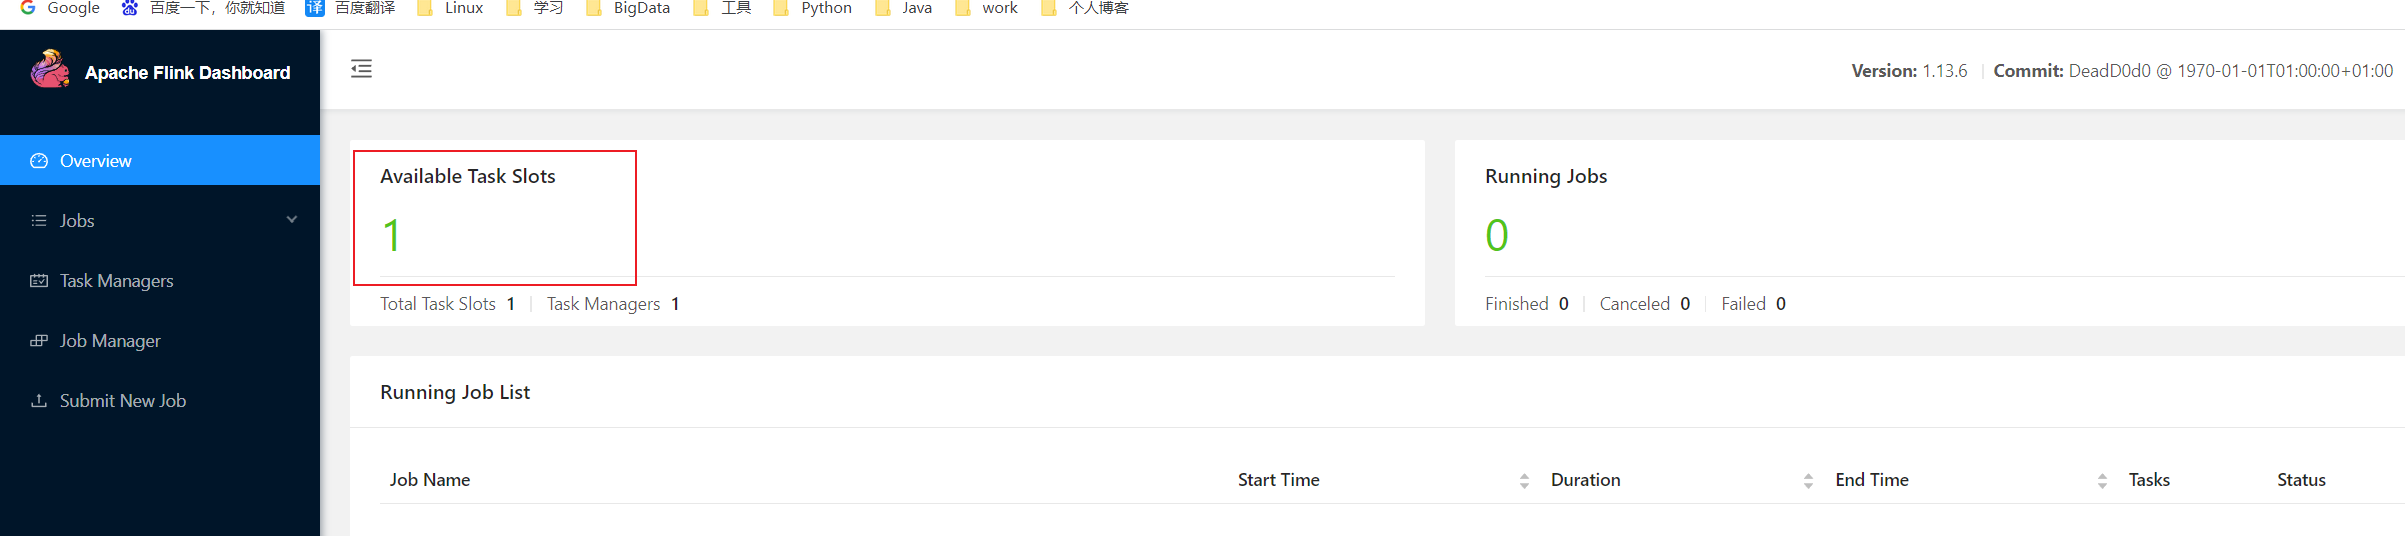 Google 百度一下，你就知道 译 百度翻译 Linux 学习 BigData 工具 Python Java work 个人博客
Apache Flink Dashboard
Version: 1.13.6 Commit: DeadD0d0 @ 1970-01-01T01:00:00+01:00
Overview
Jobs
Task Managers
Job Manager
Submit New Job
Available Task Slots
1
Total Task Slots 1 Task Managers 1
Running Jobs
0
Finished 0 Canceled 0 Failed 0
Running Job List
Job Name Start Time Duration End Time Tasks Status